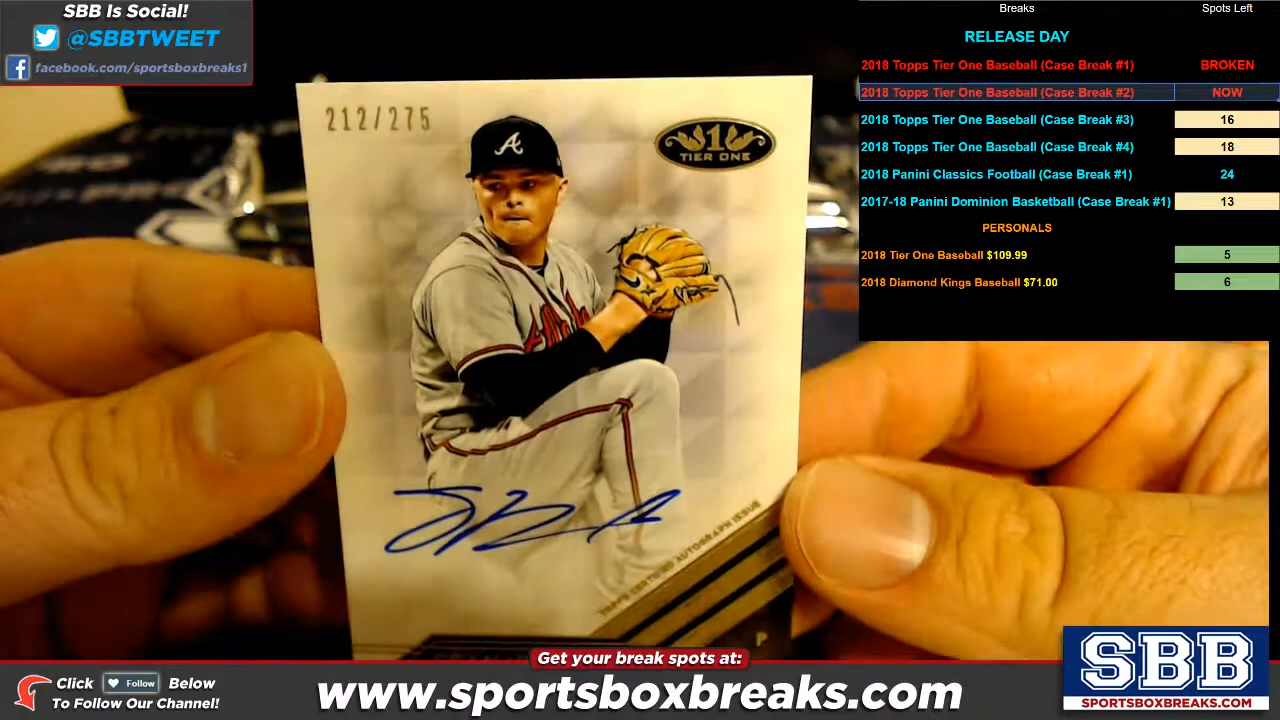 SBB Is Social!
@SBBTWEET
facebook.com/sportsboxbreaks1
Breaks Spots Left
RELEASE DAY
2018 Topps Tier One Baseball (Case Break #1) BROKEN
2018 Topps Tier One Baseball (Case Break #2) NOW
2018 Topps Tier One Baseball (Case Break #3) 16
2018 Topps Tier One Baseball (Case Break #4) 18
2018 Panini Classics Football (Case Break #1) 24
2017-18 Panini Dominion Basketball (Case Break #1) 13
PERSONALS
2018 Tier One Baseball $109.99 5
2018 Diamond Kings Baseball $71.00 6
212/275
A
1
TIER ONE
TOPPS CERTIFIED AUTOGRAPH ISSUE
P
Get your break spots at:
Click Follow Below
To Follow Our Channel!
www.sportsboxbreaks.com
SBB
SPORTSBOXBREAKS.COM